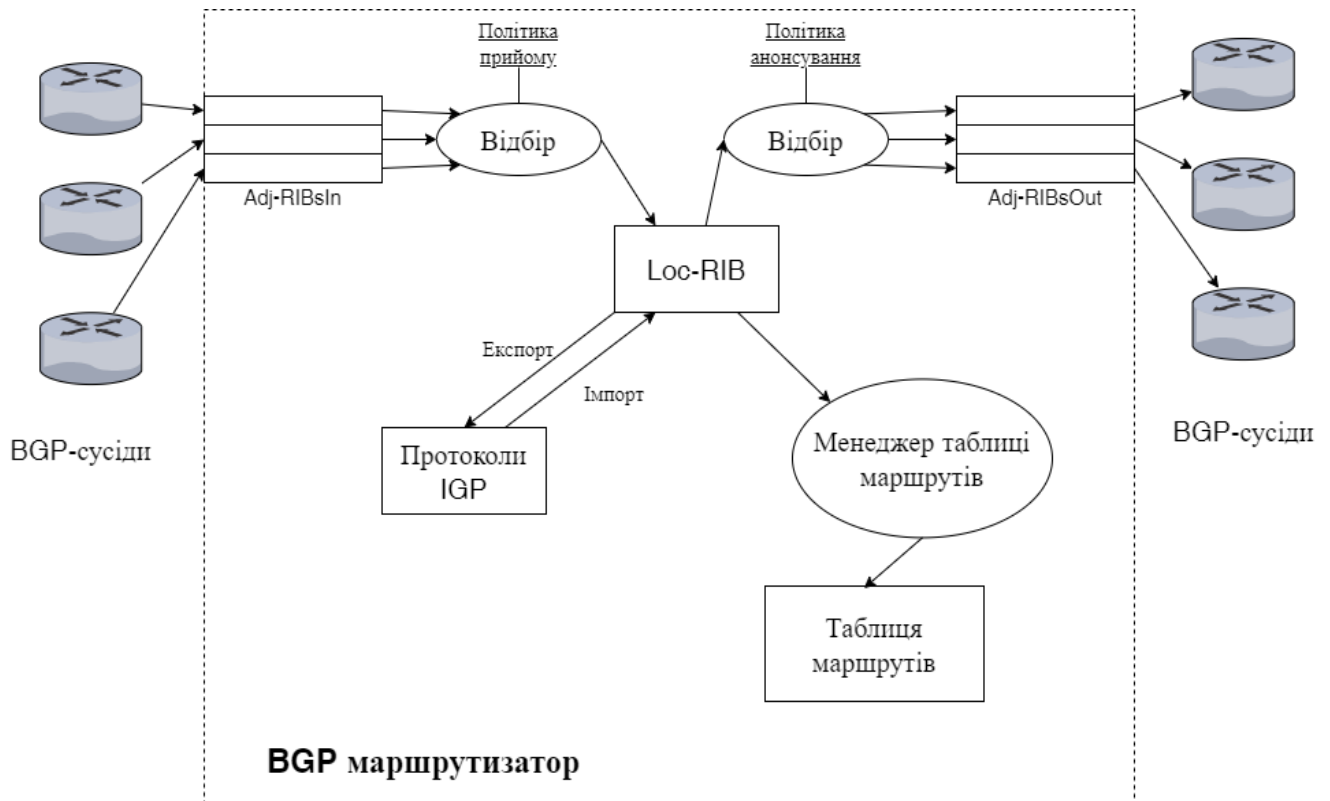 Політика
прийому
Політика
анонсування
Відбір
Відбір
Adj-RIBsIn
Adj-RIBsOut
Loc-RIB
Експорт
Імпорт
BGP-сусіди
BGP-сусіди
Протоколи
IGP
Менеджер таблиці
маршрутів
Таблиця
маршрутів
BGP маршрутизатор